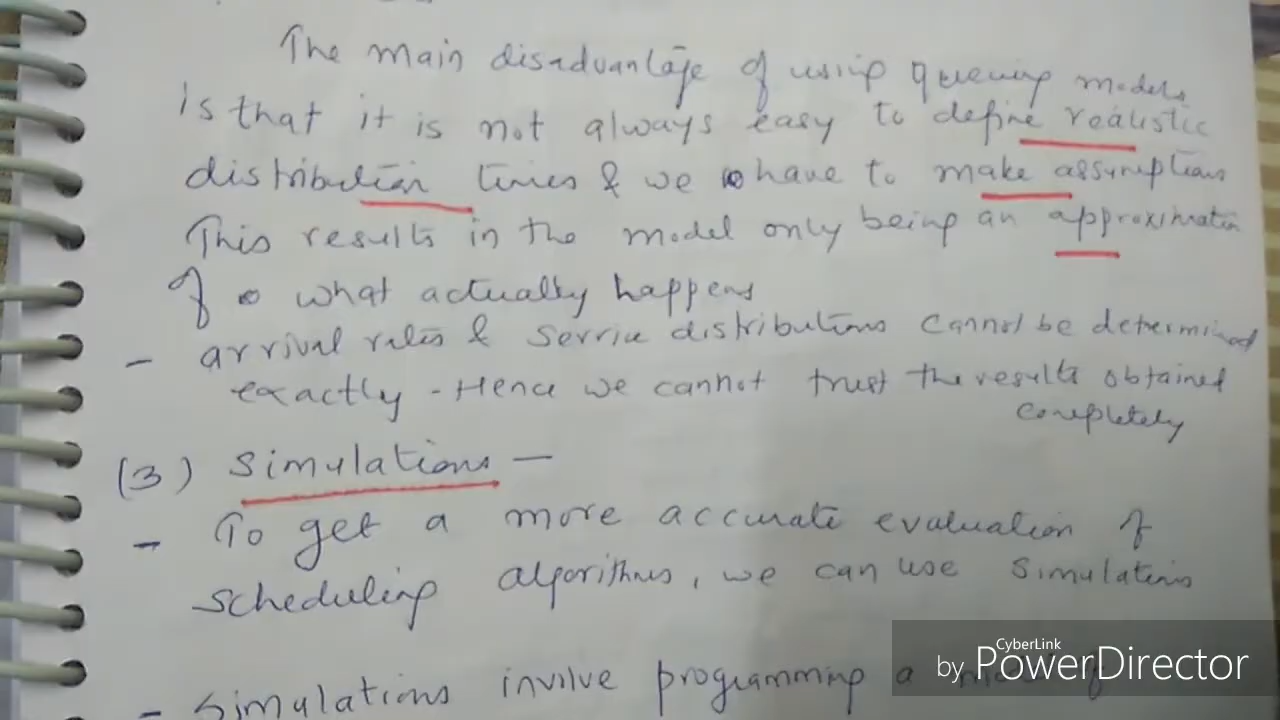 The main disadvantage of using queueing models
is that it is not always easy to define realistic
distribution times & we have to make assumptions
This results in the model only being an approximation
of what actually happens
- arrival rates & service distributions cannot be determined
exactly - Hence we cannot trust the results obtained
completely
(3) Simulations -
- To get a more accurate evaluation of
scheduling algorithms, we can use simulations
- Simulations involve programming a model of
CyberLink
by PowerDirector